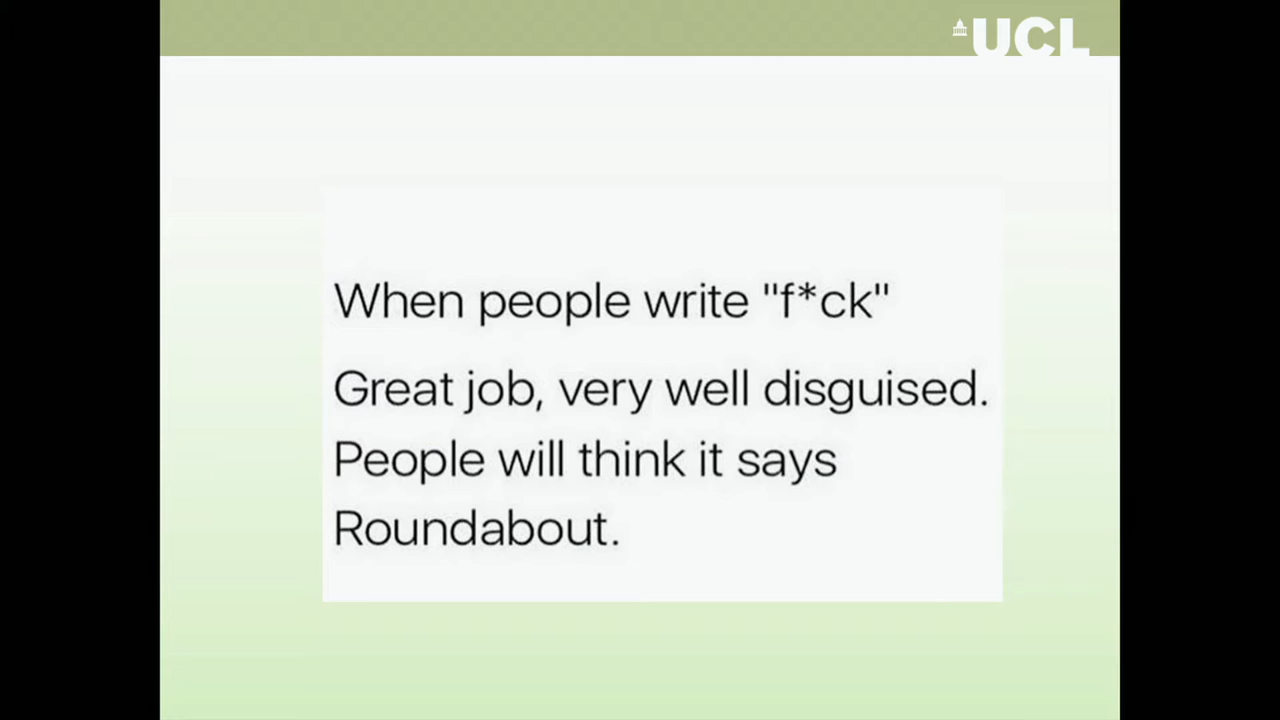 UCL
When people write "f*ck"
Great job, very well disguised.
People will think it says
Roundabout.